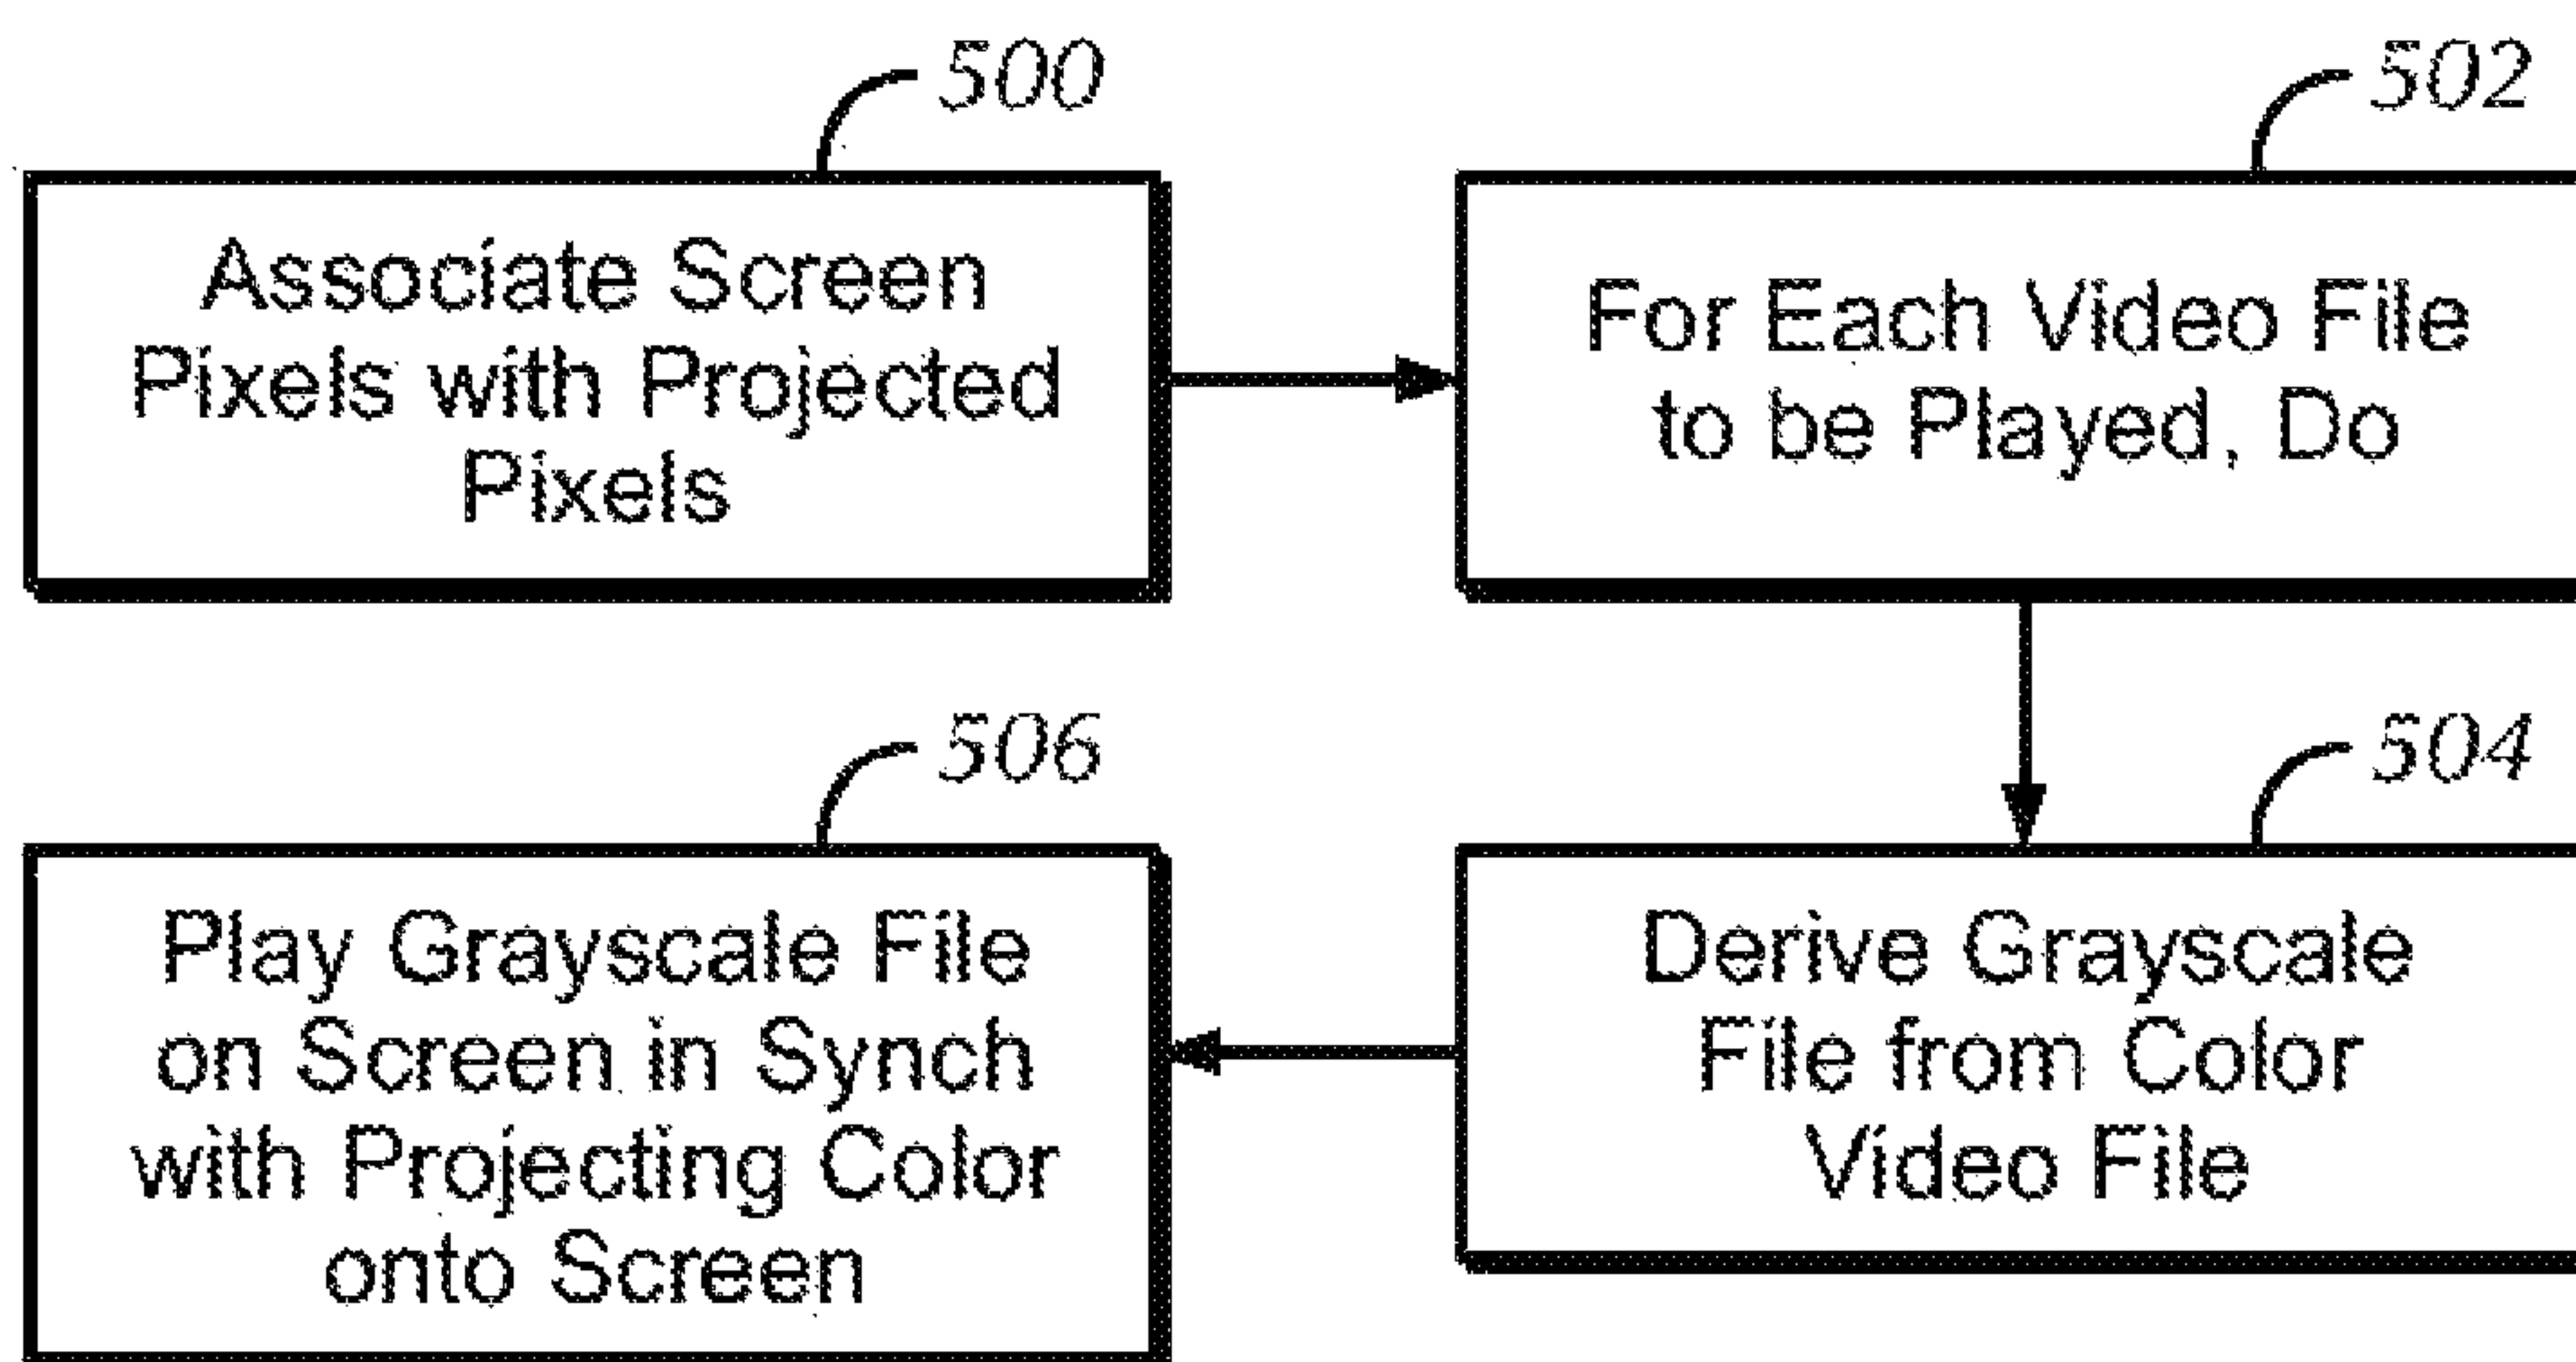 500
Associate Screen
Pixels with Projected
Pixels
502
For Each Video File
to be Played, Do
504
Derive Grayscale
File from Color
Video File
506
Play Grayscale File
on Screen in Synch
with Projecting Color
onto Screen